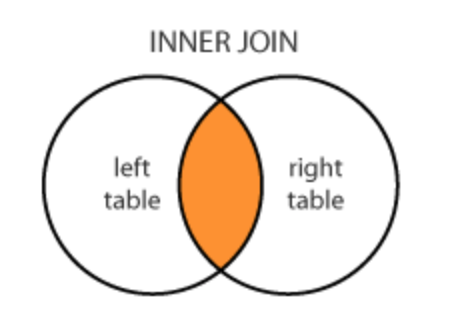 INNER JOIN
left
table
right
table